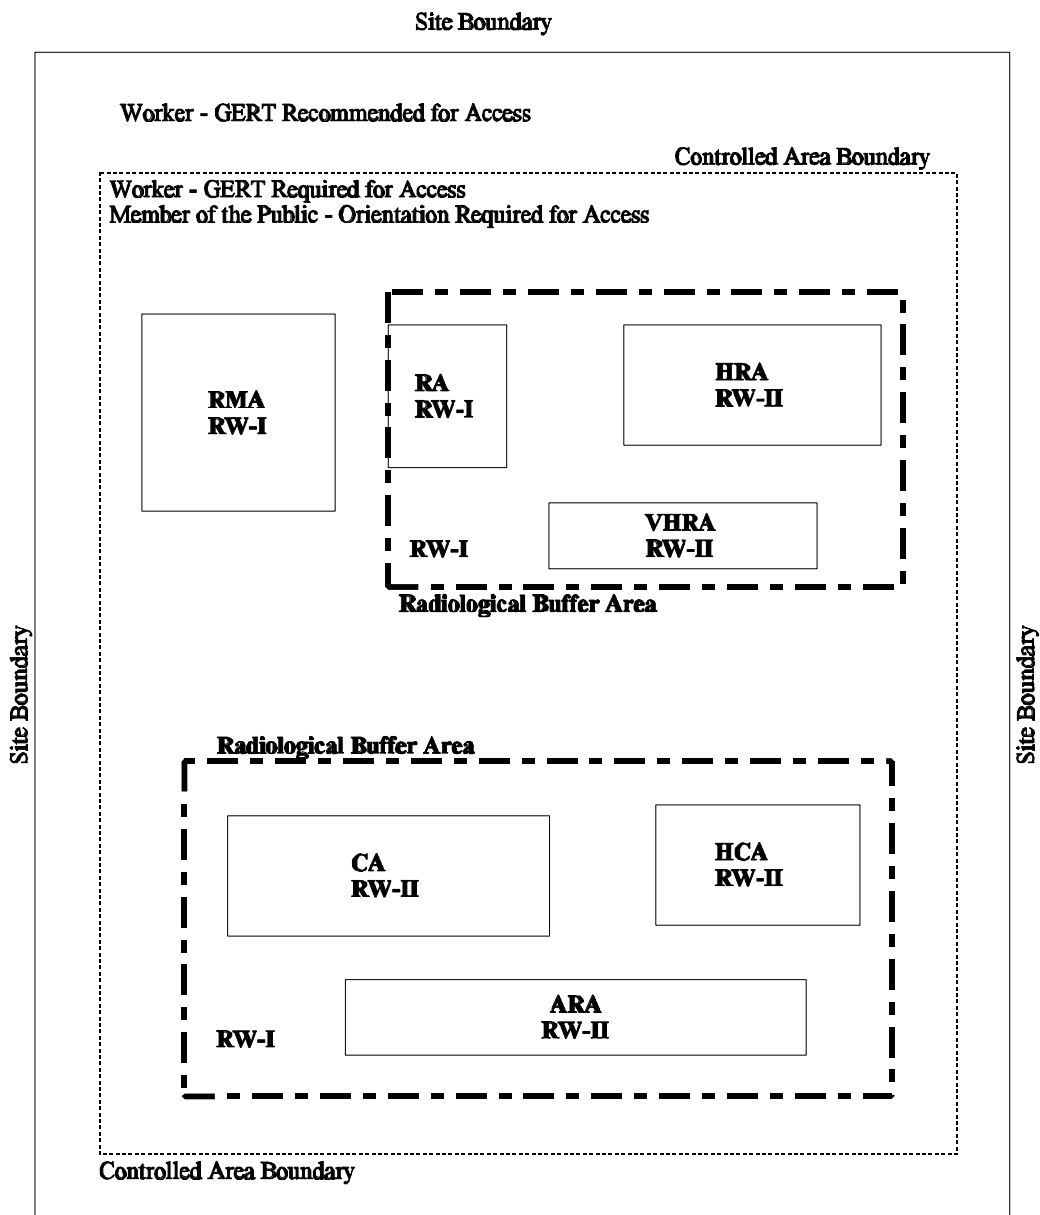 Site Boundary
Worker - GERT Recommended for Access
Controlled Area Boundary
Worker - GERT Required for Access
Member of the Public - Orientation Required for Access
RMA
RW-I
RA
RW-I
HRA
RW-II
VHRA
RW-II
RW-I
Radiological Buffer Area
Site Boundary
Site Boundary
Radiological Buffer Area
CA
RW-II
HCA
RW-II
ARA
RW-II
RW-I
Controlled Area Boundary